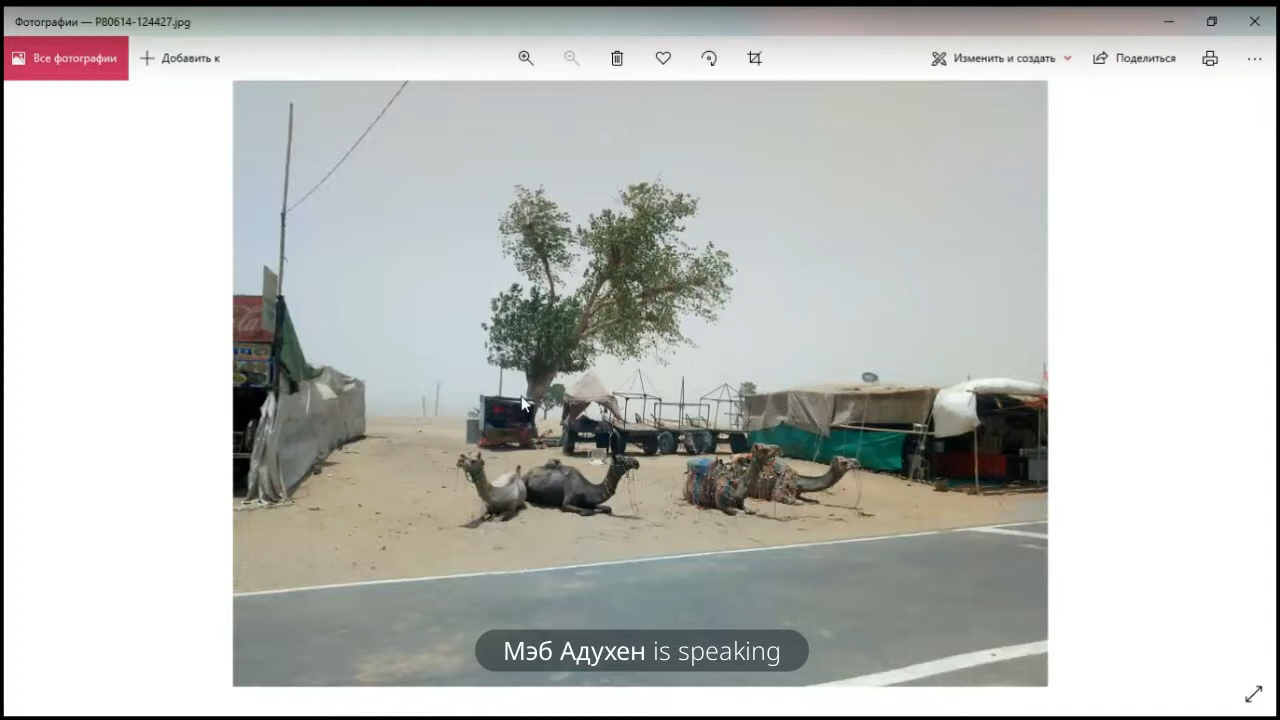 Фотографии — P80614-124427.jpg
Все фотографии
Добавить к
Изменить и создать
Поделиться
Мэб Адухен is speaking